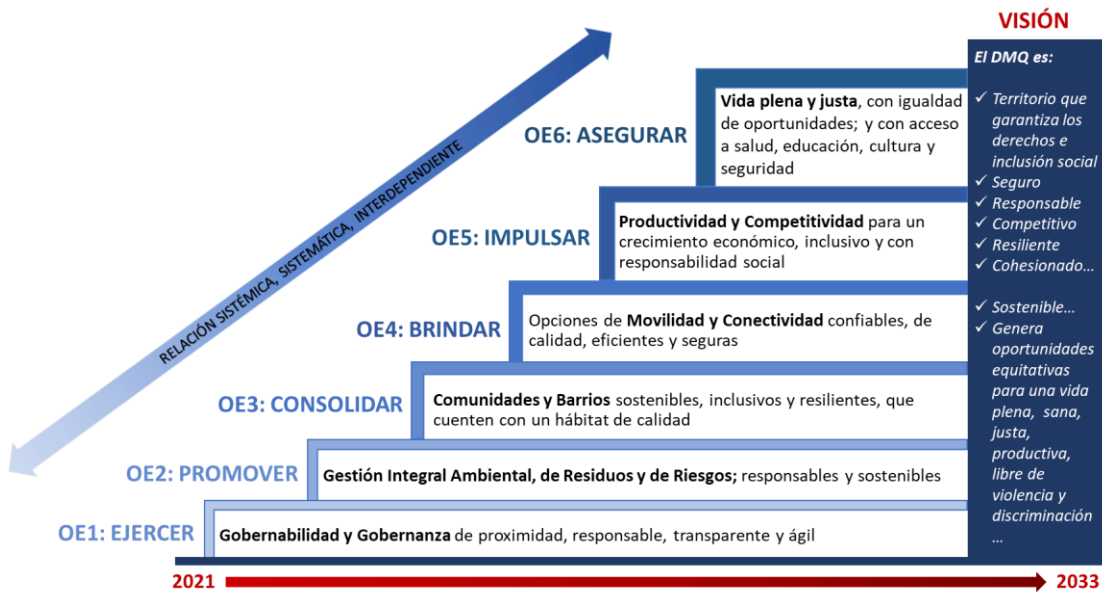 VISIÓN
El DMQ es:
✓ Territorio que
garantiza los
derechos e
inclusión social
✓ Seguro
✓ Responsable
✓ Competitivo
✓ Resiliente
✓ Cohesionado...
✓ Sostenible...
✓ Genera
oportunidades
equitativas
para una vida
plena, sana,
justa,
productiva,
libre de
violencia y
discriminación
...
RELACIÓN SISTÉMICA, SISTEMÁTICA, INTERDEPENDIENTE
OE6: ASEGURAR
Vida plena y justa, con igualdad
de oportunidades; y con acceso
a salud, educación, cultura y
seguridad
OE5: IMPULSAR
Productividad y Competitividad para un
crecimiento económico, inclusivo y con
responsabilidad social
OE4: BRINDAR
Opciones de Movilidad y Conectividad confiables, de
calidad, eficientes y seguras
OE3: CONSOLIDAR
Comunidades y Barrios sostenibles, inclusivos y resilientes, que
cuenten con un hábitat de calidad
OE2: PROMOVER
Gestión Integral Ambiental, de Residuos y de Riesgos; responsables y sostenibles
OE1: EJERCER
Gobernabilidad y Gobernanza de proximidad, responsable, transparente y ágil
2021
2033